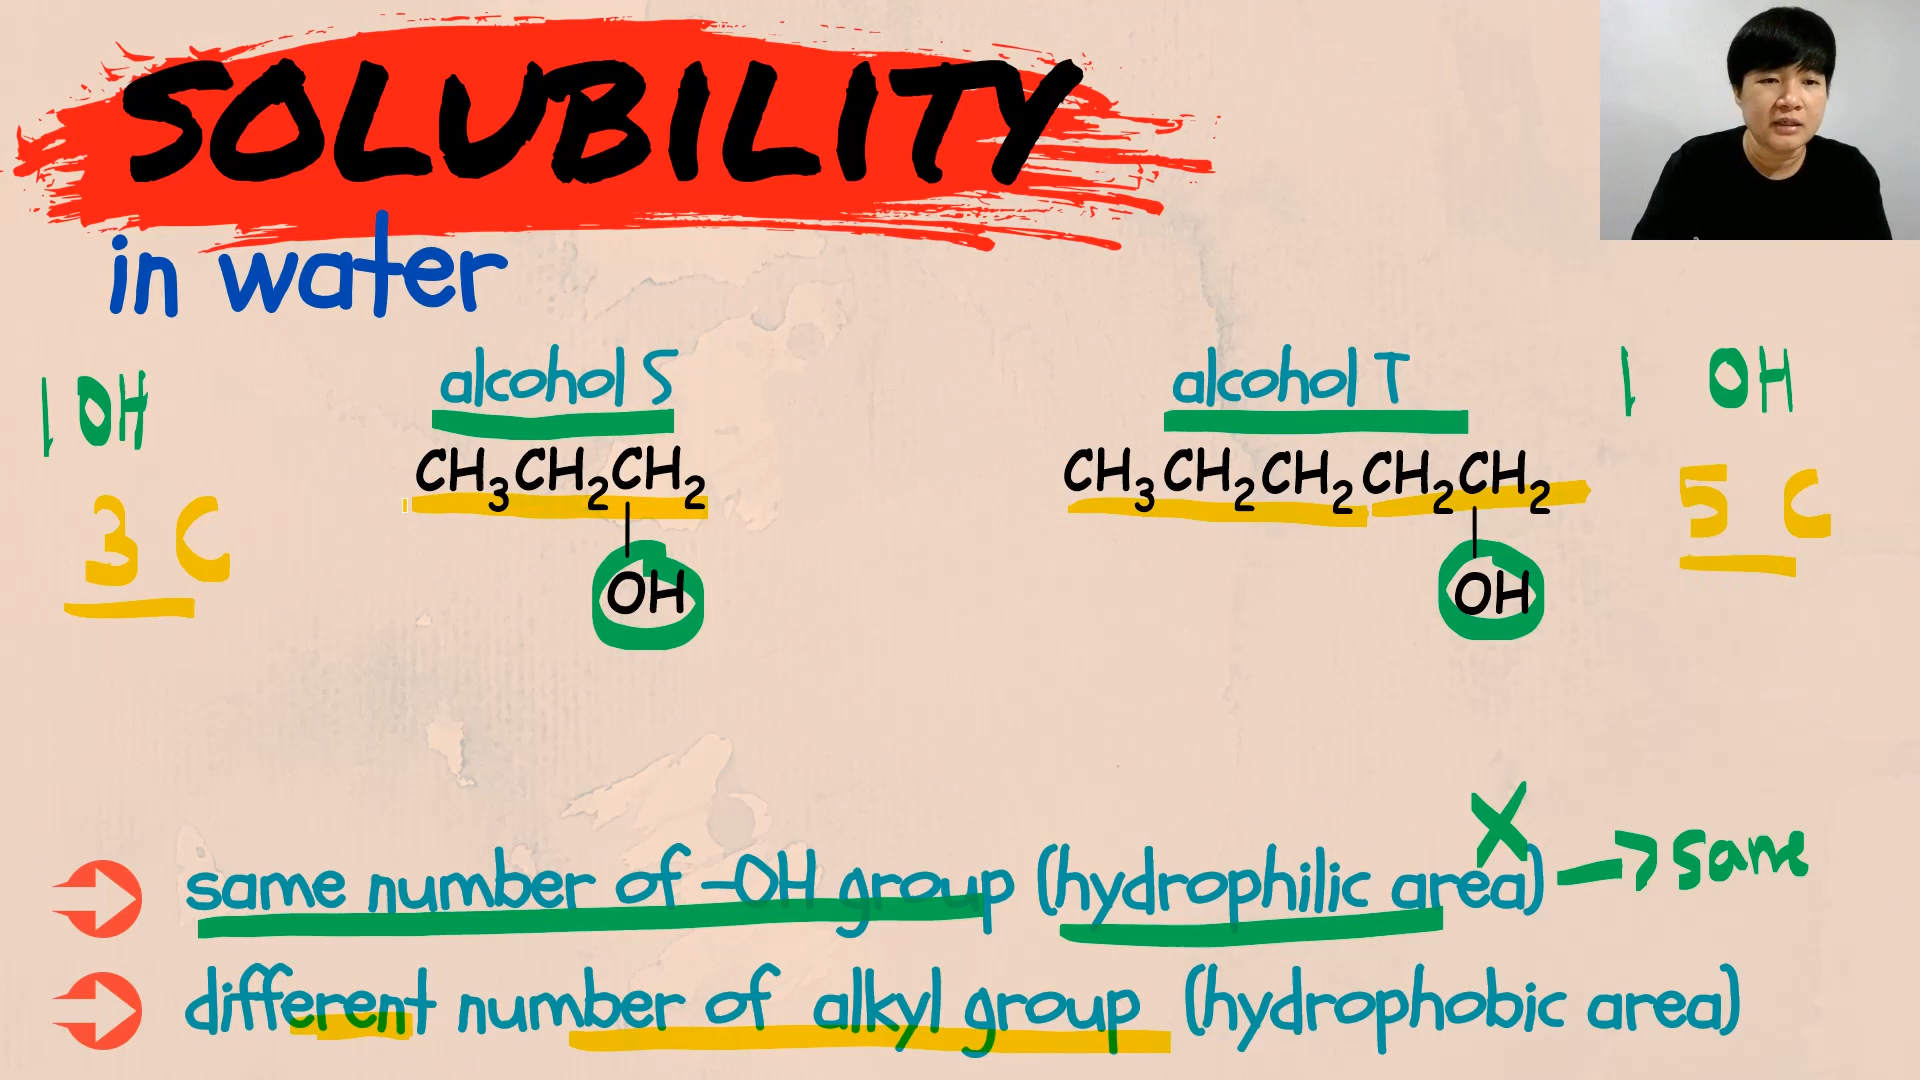 SOLUBILITY
in water
1 OH
alcohol S
alcohol T
1 OH
CH₃CH₂CH₂
CH₃CH₂CH₂CH₂CH₂
3 C
5 C
OH
OH
X
same number of -OH group (hydrophilic area) → same
different number of alkyl group (hydrophobic area)